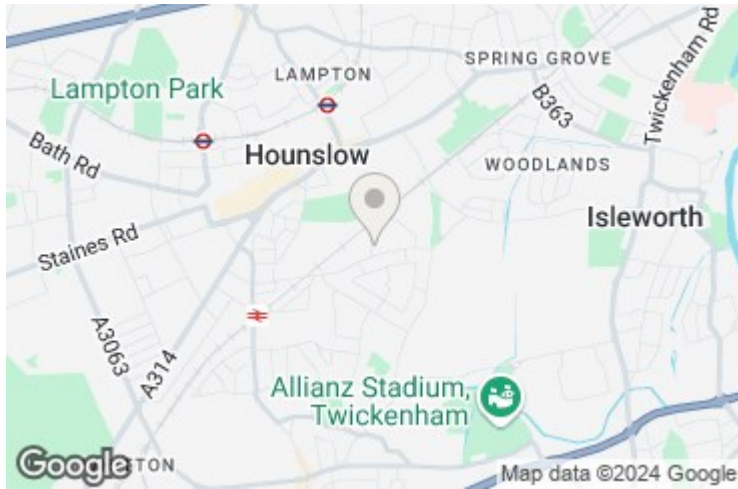 SPRING GROVE
LAMPTON
Lampton Park
B363
Twickenham Rd
Bath Rd
Hounslow
WOODLANDS
Isleworth
Staines Rd
A3063
A314
Allianz Stadium,
Twickenham
Google
ETON
Map data ©2024 Google